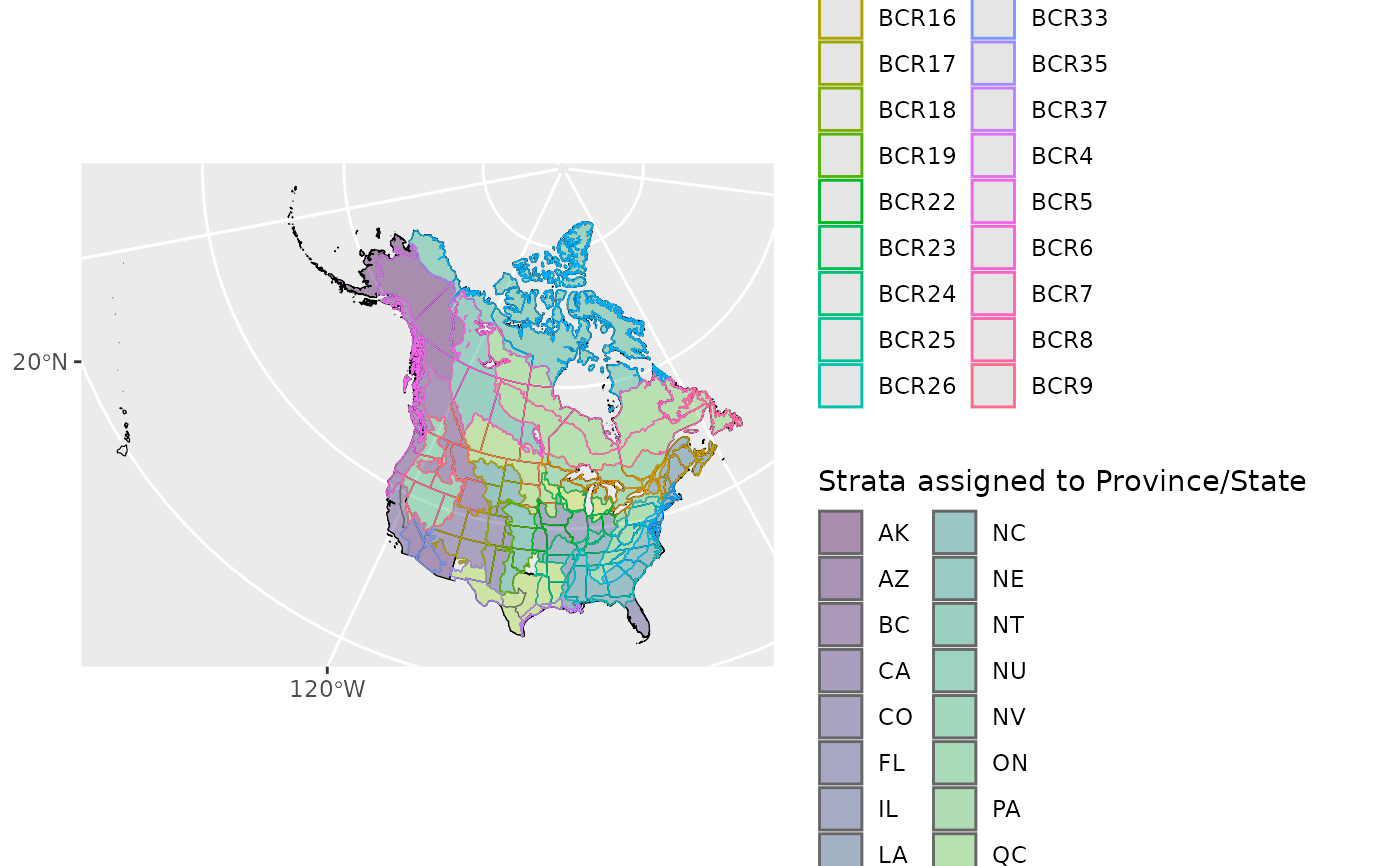 BCR16 BCR33
BCR17 BCR35
BCR18 BCR37
BCR19 BCR4
BCR22 BCR5
BCR23 BCR6
BCR24 BCR7
BCR25 BCR8
BCR26 BCR9
20°N
120°W
Strata assigned to Province/State
AK NC
AZ NE
BC NT
CA NU
CO NV
FL ON
IL PA
LA QC